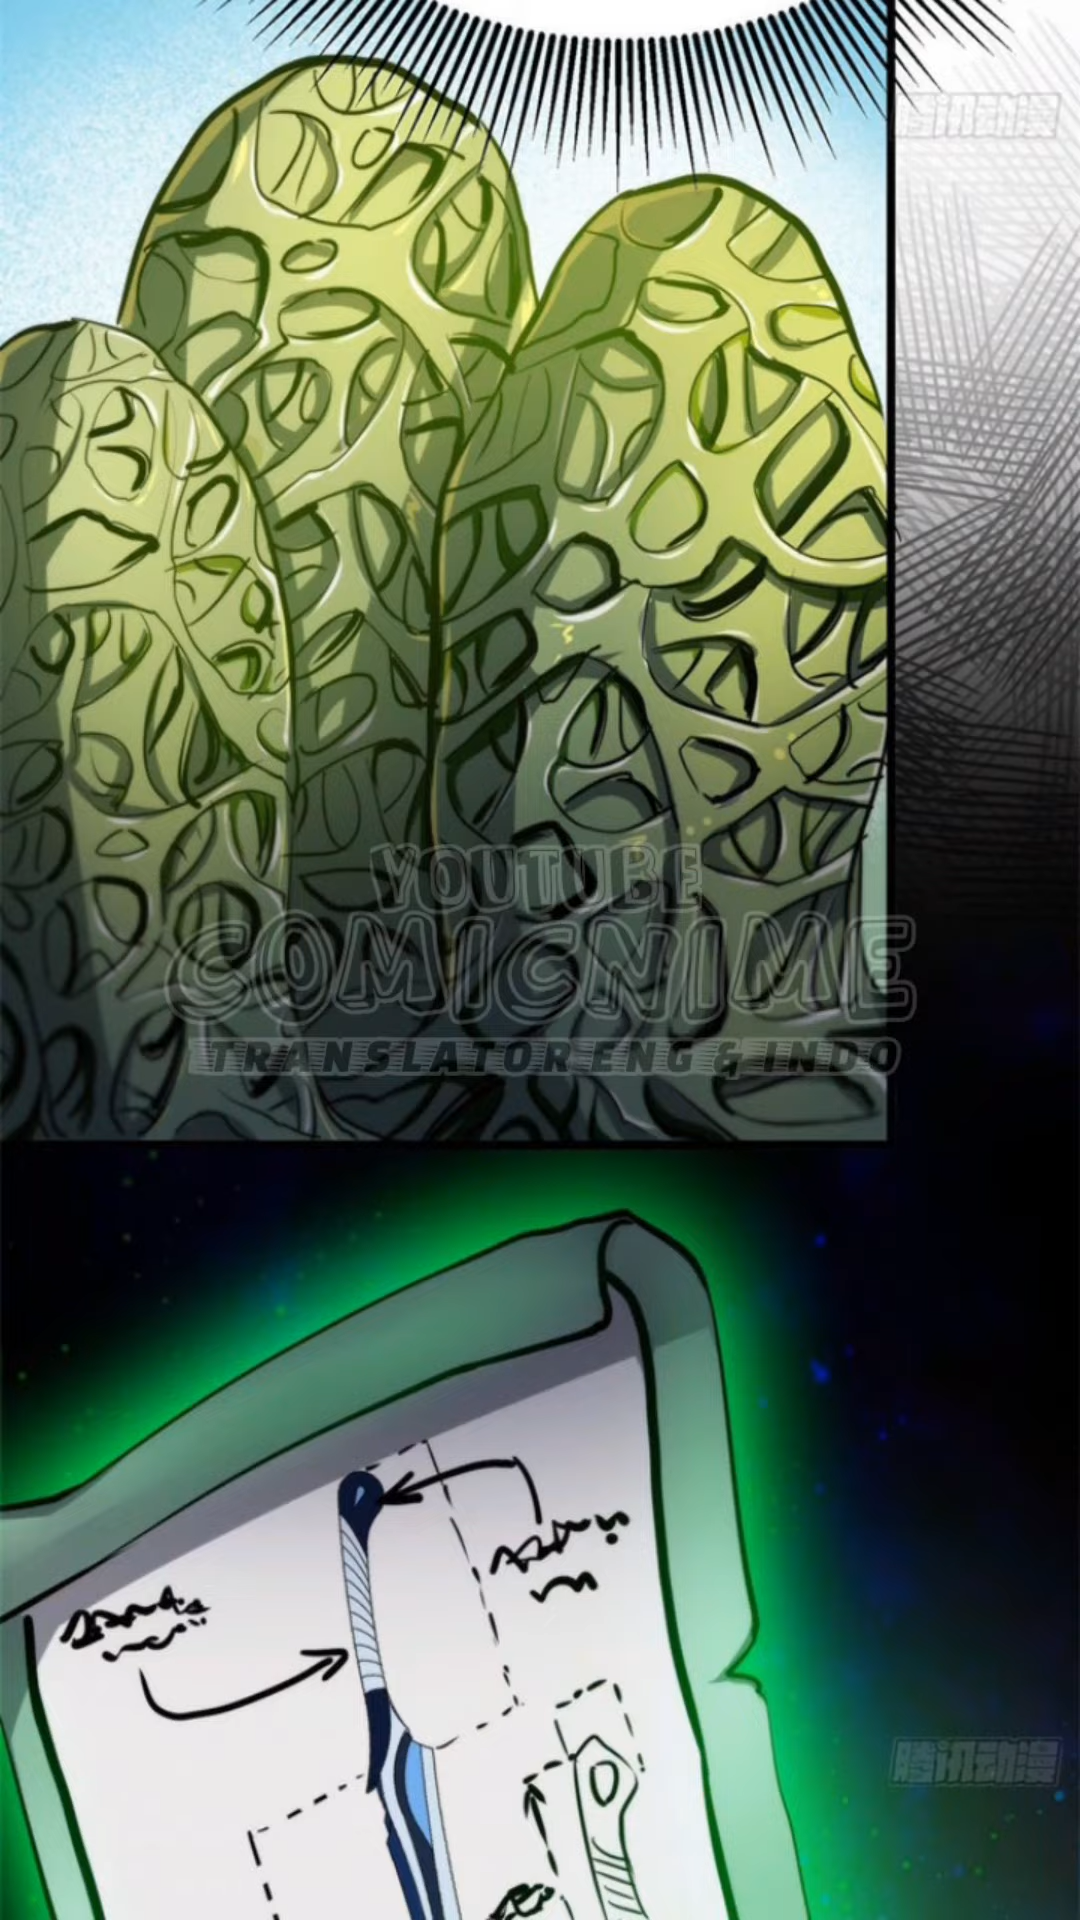 腾讯动漫
YOUTUBE
COMICNIME
TRANSLATOR ENG & INDO
腾讯动漫